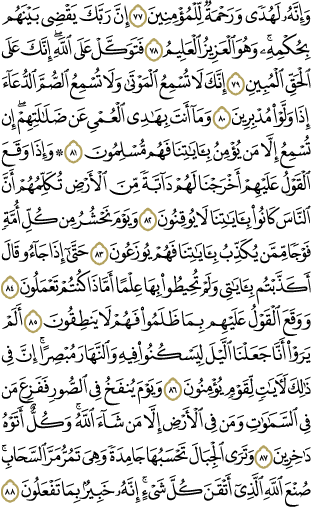 وَإِنَّهُۥ لَهُدًى وَرَحْمَةٌ لِّلْمُؤْمِنِينَ ٧٧ إِنَّ رَبَّكَ يَقْضِى بَيْنَهُم
بِحُكْمِهِۦ ۚ وَهُوَ ٱلْعَزِيزُ ٱلْعَلِيمُ ٧٨ فَتَوَكَّلْ عَلَى ٱللَّهِ ۖ إِنَّكَ عَلَى
ٱلْحَقِّ ٱلْمُبِينِ ٧٩ إِنَّكَ لَا تُسْمِعُ ٱلْمَوْتَىٰ وَلَا تُسْمِعُ ٱلصُّمَّ ٱلدُّعَآءَ
إِذَا وَلَّوْا۟ مُدْبِرِينَ ٨٠ وَمَآ أَنتَ بِهَـٰدِى ٱلْعُمْىِ عَن ضَلَـٰلَتِهِمْ ۖ إِن
تُسْمِعُ إِلَّا مَن يُؤْمِنُ بِـَٔايَـٰتِنَا فَهُم مُّسْلِمُونَ ٨١ ۞ وَإِذَا وَقَعَ
ٱلْقَوْلُ عَلَيْهِمْ أَخْرَجْنَا لَهُمْ دَآبَّةً مِّنَ ٱلْأَرْضِ تُكَلِّمُهُمْ أَنَّ
ٱلنَّاسَ كَانُوا۟ بِـَٔايَـٰتِنَا لَا يُوقِنُونَ ٨٢ وَيَوْمَ نَحْشُرُ مِن كُلِّ أُمَّةٍ
فَوْجًا مِّمَّن يُكَذِّبُ بِـَٔايَـٰتِنَا فَهُمْ يُوزَعُونَ ٨٣ حَتَّىٰٓ إِذَا جَآءُو قَالَ
أَكَذَّبْتُم بِـَٔايَـٰتِى وَلَمْ تُحِيطُوا۟ بِهَا عِلْمًا أَمَّاذَا كُنتُمْ تَعْمَلُونَ ٨٤
وَوَقَعَ ٱلْقَوْلُ عَلَيْهِم بِمَا ظَلَمُوا۟ فَهُمْ لَا يَنطِقُونَ ٨٥ أَلَمْ
يَرَوْا۟ أَنَّا جَعَلْنَا ٱلَّيْلَ لِيَسْكُنُوا۟ فِيهِ وَٱلنَّهَارَ مُبْصِرًا ۚ إِنَّ فِى
ذَٰلِكَ لَـَٔايَـٰتٍ لِّقَوْمٍ يُؤْمِنُونَ ٨٦ وَيَوْمَ يُنفَخُ فِى ٱلصُّورِ فَفَزِعَ مَن
فِى ٱلسَّمَـٰوَٰتِ وَمَن فِى ٱلْأَرْضِ إِلَّا مَن شَآءَ ٱللَّهُ ۚ وَكُلٌّ أَتَوْهُ
دَٰخِرِينَ ٨٧ وَتَرَى ٱلْجِبَالَ تَحْسَبُهَا جَامِدَةً وَهِىَ تَمُرُّ مَرَّ ٱلسَّحَابِ ۚ
صُنْعَ ٱللَّهِ ٱلَّذِىٓ أَتْقَنَ كُلَّ شَىْءٍ ۚ إِنَّهُۥ خَبِيرٌۢ بِمَا تَفْعَلُونَ ٨٨